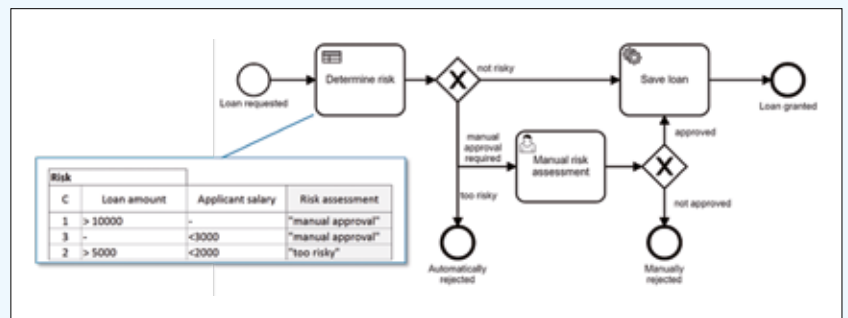 Loan requested
Determine risk
not risky
Save loan
Loan granted
manual
approval
required
too risky
Manual risk
assessment
approved
not approved
Automatically
rejected
Manually
rejected
Risk
C Loan amount Applicant salary Risk assessment
1 > 10000 - "manual approval"
3 - <3000 "manual approval"
2 > 5000 <2000 "too risky"